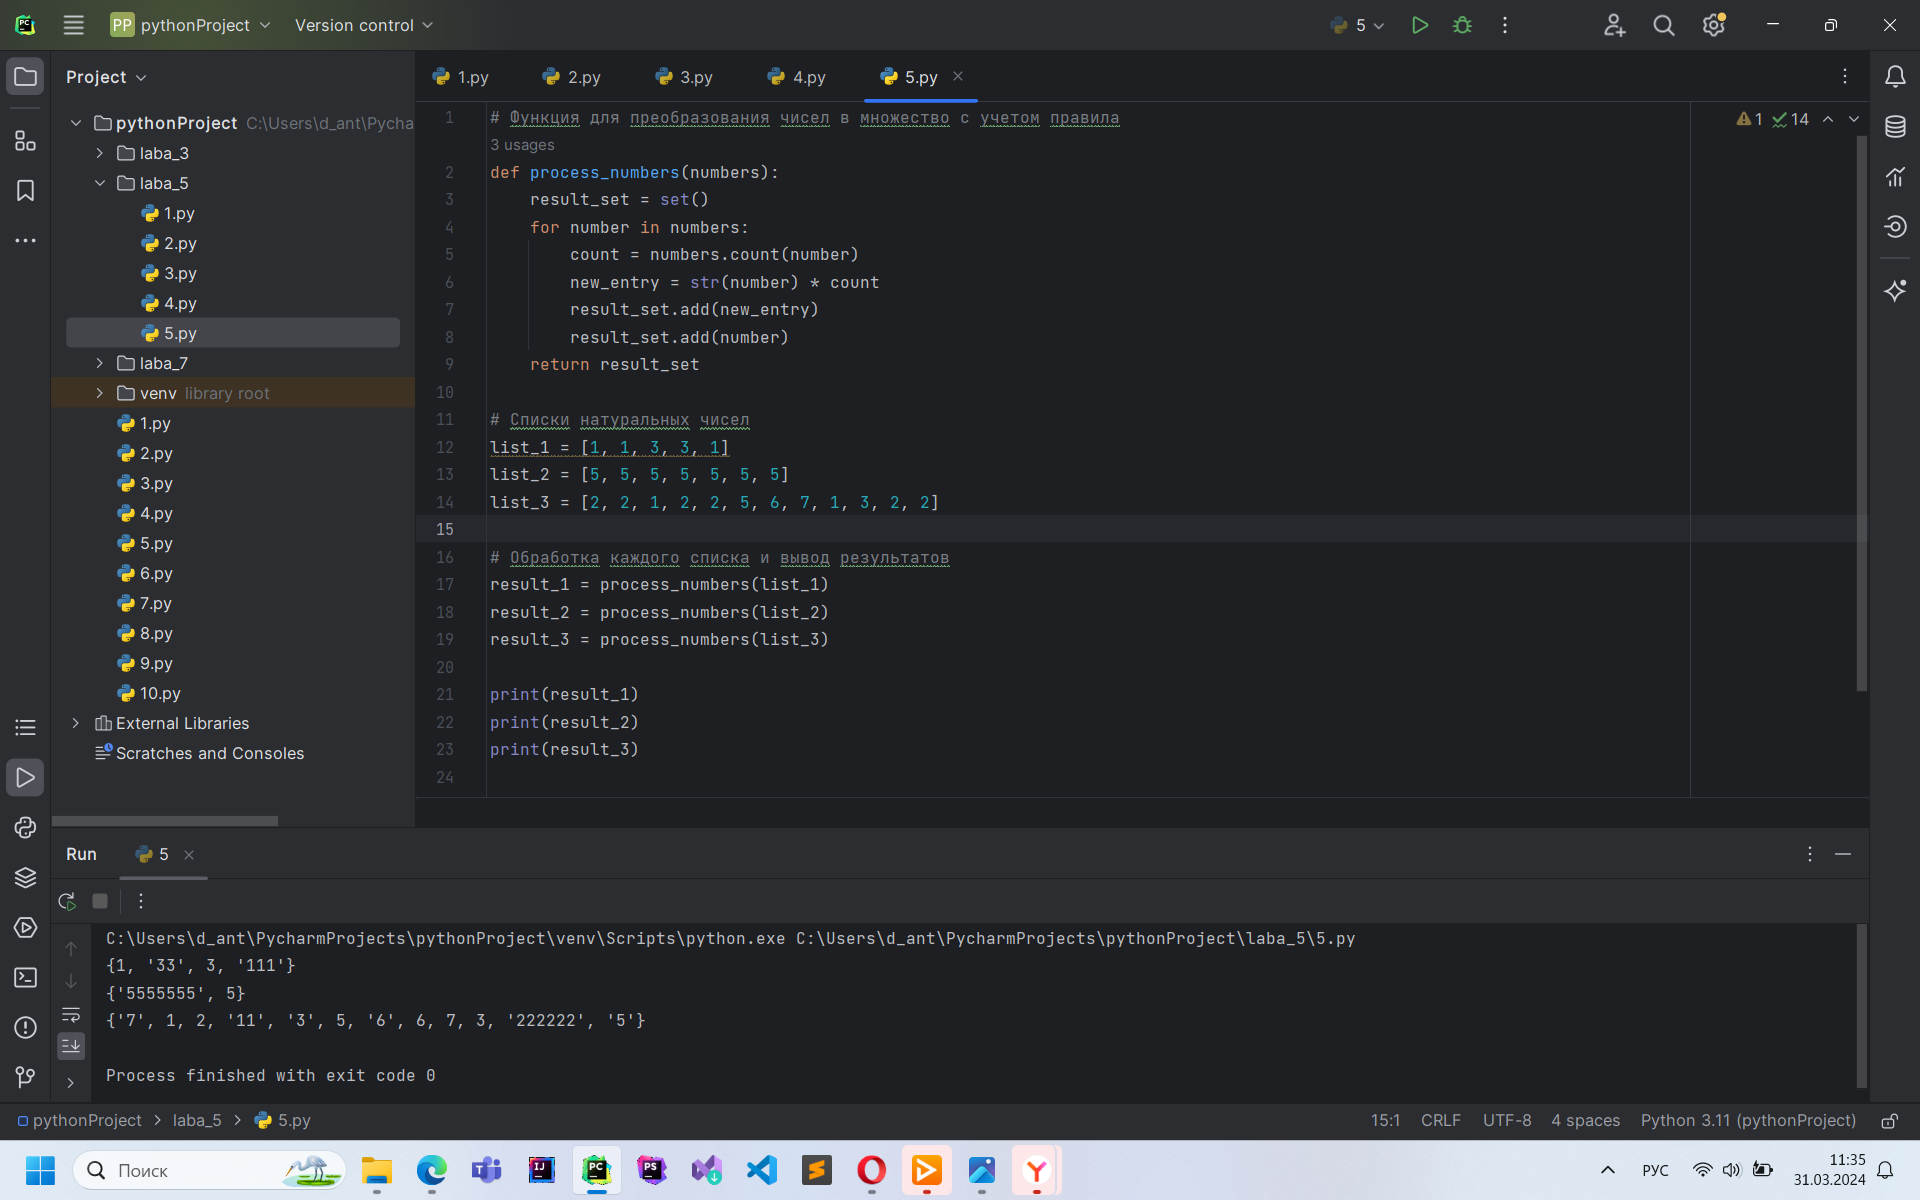 PP pythonProject Version control 5
Project 1.py 2.py 3.py 4.py 5.py
pythonProject C:\Users\d_ant\Pycha
laba_3
laba_5
1.py
2.py
3.py
4.py
5.py
laba_7
venv library root
1.py
2.py
3.py
4.py
5.py
6.py
7.py
8.py
9.py
10.py
External Libraries
Scratches and Consoles
1 # Функция для преобразования чисел в множество с учетом правила
3 usages
2 def process_numbers(numbers):
3 result_set = set()
4 for number in numbers:
5 count = numbers.count(number)
6 new_entry = str(number) * count
7 result_set.add(new_entry)
8 result_set.add(number)
9 return result_set
10
11 # Списки натуральных чисел
12 list_1 = [1, 1, 3, 3, 1]
13 list_2 = [5, 5, 5, 5, 5, 5, 5]
14 list_3 = [2, 2, 1, 2, 2, 5, 6, 7, 1, 3, 2, 2]
15
16 # Обработка каждого списка и вывод результатов
17 result_1 = process_numbers(list_1)
18 result_2 = process_numbers(list_2)
19 result_3 = process_numbers(list_3)
20
21 print(result_1)
22 print(result_2)
23 print(result_3)
24
1 14
Run 5
C:\Users\d_ant\PycharmProjects\pythonProject\venv\Scripts\python.exe C:\Users\d_ant\PycharmProjects\pythonProject\laba_5\5.py
{1, '33', 3, '111'}
{'5555555', 5}
{'7', 1, 2, '11', '3', 5, '6', 6, 7, 3, '222222', '5'}
Process finished with exit code 0
pythonProject > laba_5 > 5.py 15:1 CRLF UTF-8 4 spaces Python 3.11 (pythonProject)
Поиск РУС 11:35
31.03.2024